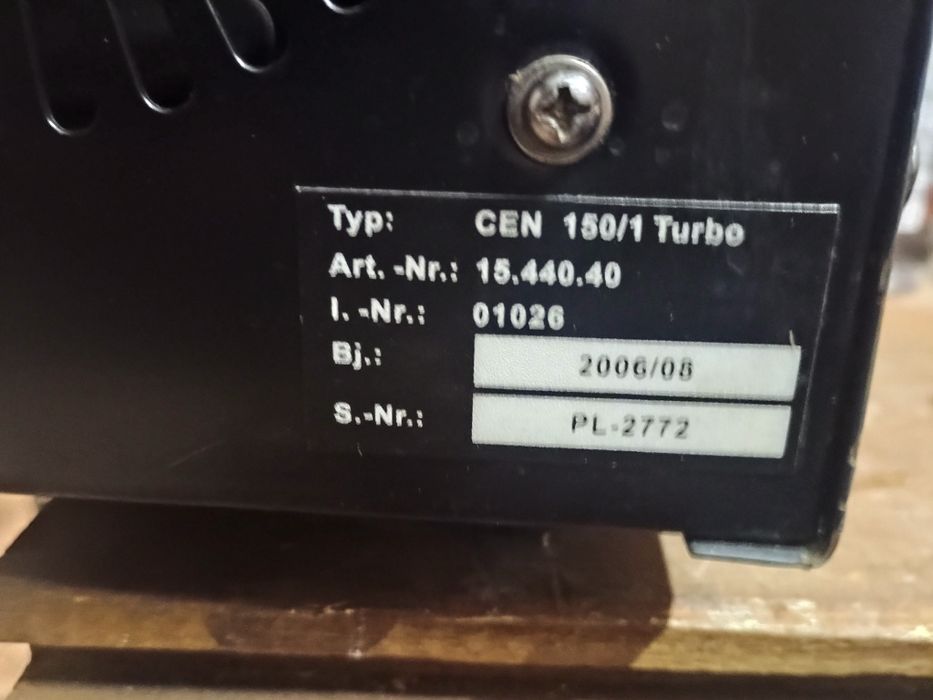 Typ: CEN 150/1 Turbo
Art. -Nr.: 15.440.40
I. -Nr.: 01026
Bj.: 2006/08
S.-Nr.: PL-2772